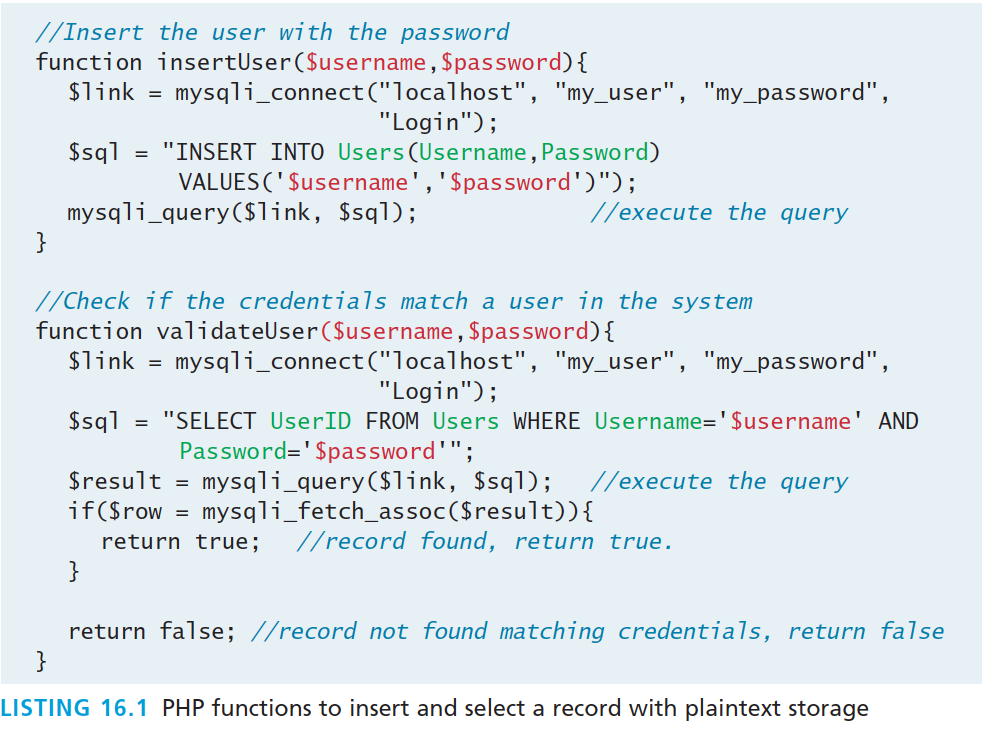 //Insert the user with the password
function insertUser($username,$password){
$link = mysqli_connect("localhost", "my_user", "my_password",
"Login");
$sql = "INSERT INTO Users(Username,Password)
VALUES('$username','$password')");
mysqli_query($link, $sql); //execute the query
}
//Check if the credentials match a user in the system
function validateUser($username,$password){
$link = mysqli_connect("localhost", "my_user", "my_password",
"Login");
$sql = "SELECT UserID FROM Users WHERE Username='$username' AND
Password='$password'";
$result = mysqli_query($link, $sql); //execute the query
if($row = mysqli_fetch_assoc($result)){
return true; //record found, return true.
}
return false; //record not found matching credentials, return false
}
LISTING 16.1 PHP functions to insert and select a record with plaintext storage